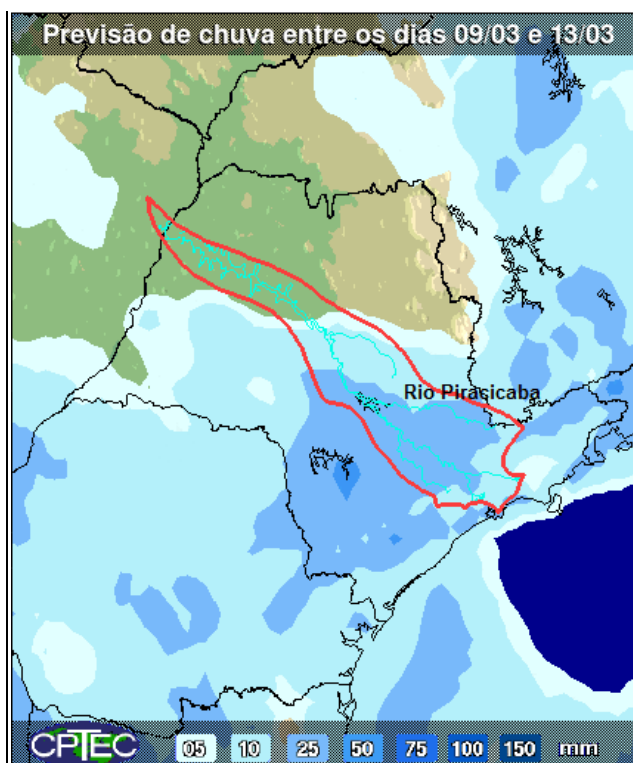 Previsão de chuva entre os dias 09/03 e 13/03
Rio Pirasicaba
CPTEC 05 10 25 50 75 100 150 mm